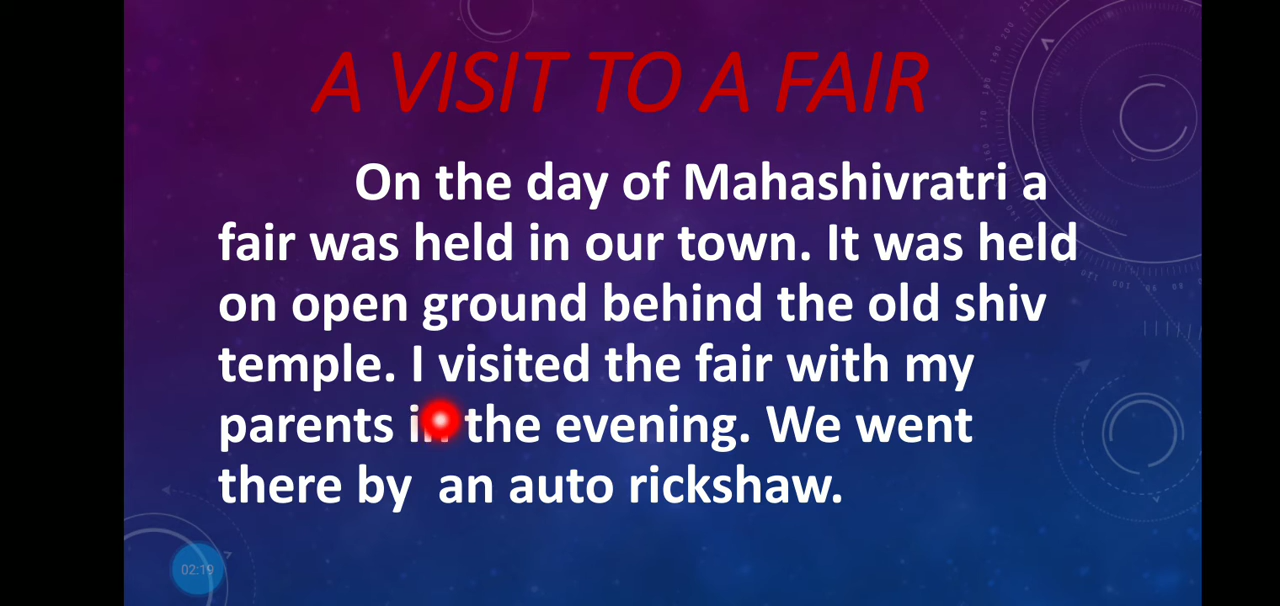 A VISIT TO A FAIR
On the day of Mahashivratri a
fair was held in our town. It was held
on open ground behind the old shiv
temple. I visited the fair with my
parents in the evening. We went
there by an auto rickshaw.
02:19